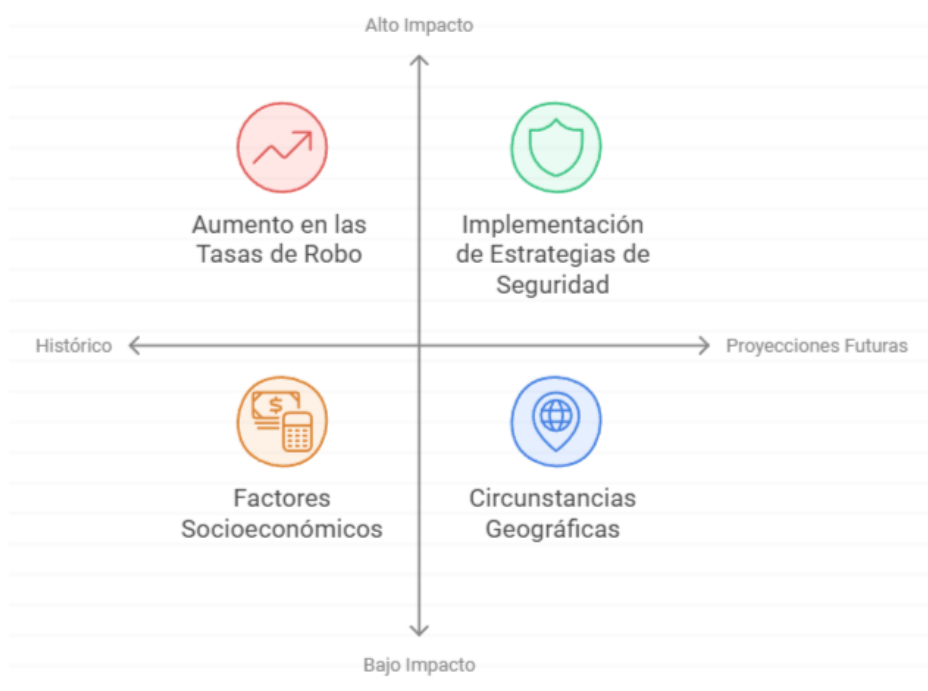 Alto Impacto
Aumento en las
Tasas de Robo
Implementación
de Estrategias de
Seguridad
Histórico
Proyecciones Futuras
$
Factores
Socioeconómicos
Circunstancias
Geográficas
Bajo Impacto